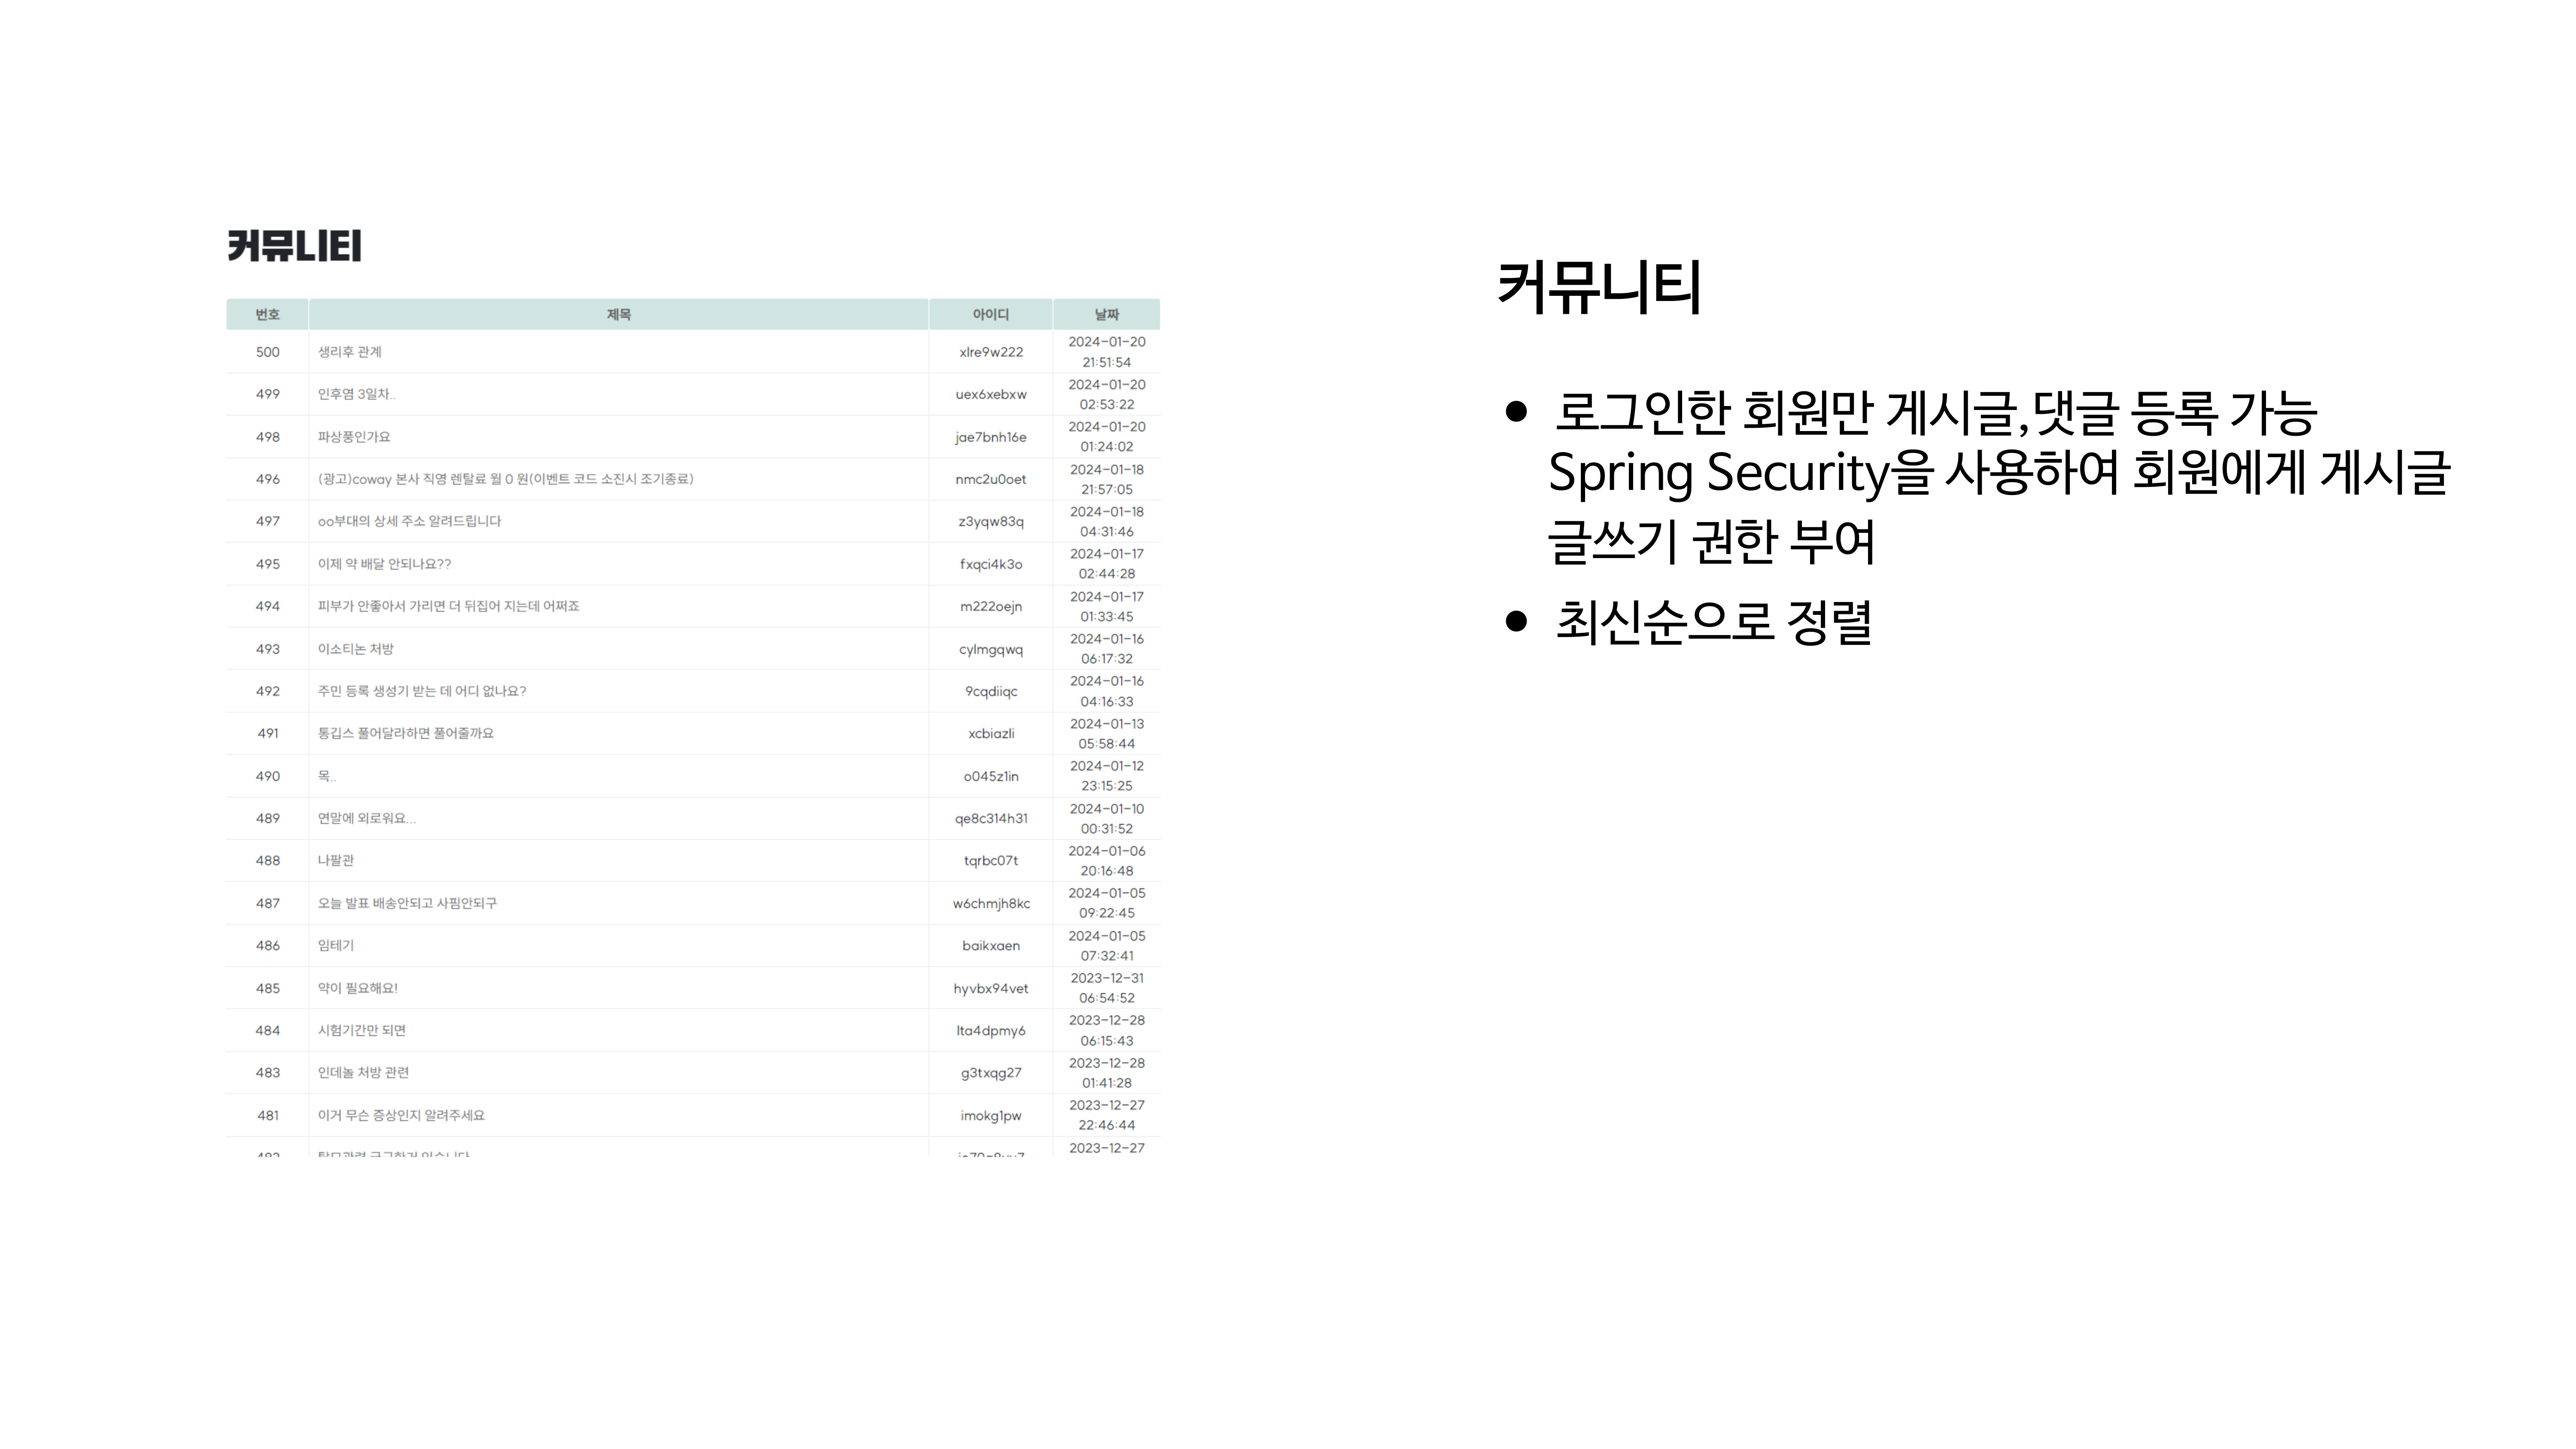 커뮤니티
번호 제목 아이디 날짜
500 생리후 관계 xlre9w222 2024-01-20 21:51:54
499 인후염 3일차.. uex6xebxw 2024-01-20 02:53:22
498 파상풍인가요 jae7bnh16e 2024-01-20 01:24:02
496 (광고)coway 본사 직영 렌탈료 월 0 원(이벤트 코드 소진시 조기종료) nmc2u0oet 2024-01-18 21:57:05
497 oo부대의 상세 주소 알려드립니다 z3yqw83q 2024-01-18 04:31:46
495 이제 약 배달 안되나요?? fxqci4k3o 2024-01-17 02:44:28
494 피부가 안좋아서 가리면 더 뒤집어 지는데 어쩌죠 m222oejn 2024-01-17 01:33:45
493 이소티논 처방 cylmgqwq 2024-01-16 06:17:32
492 주민 등록 생성기 받는 데 어디 없나요? 9cqdiiqc 2024-01-16 04:16:33
491 통깁스 풀어달라하면 풀어줄까요 xcbiazli 2024-01-13 05:58:44
490 목.. o045z1in 2024-01-12 23:15:25
489 연말에 외로워요... qe8c314h31 2024-01-10 00:31:52
488 나팔관 tqrbc07t 2024-01-06 20:16:48
487 오늘 발표 배송안되고 사핌안되구 w6chmjh8kc 2024-01-05 09:22:45
486 임테기 baikxaen 2024-01-05 07:32:41
485 약이 필요해요! hyvbx94vet 2023-12-31 06:54:52
484 시험기간만 되면 lta4dpmy6 2023-12-28 06:15:43
483 인데놀 처방 관련 g3txqg27 2023-12-28 01:41:28
481 이거 무슨 증상인지 알려주세요 imokg1pw 2023-12-27 22:46:44
2023-12-27
커뮤니티
● 로그인한 회원만 게시글,댓글 등록 가능
Spring Security을 사용하여 회원에게 게시글
글쓰기 권한 부여
● 최신순으로 정렬